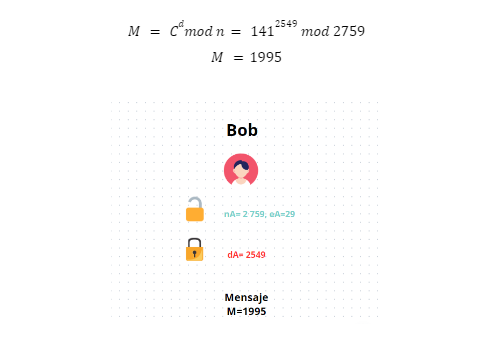 M = C^d mod n = 141^2549 mod 2759
M = 1995
Bob
nA= 2 759, eA=29
dA= 2549
Mensaje
M=1995